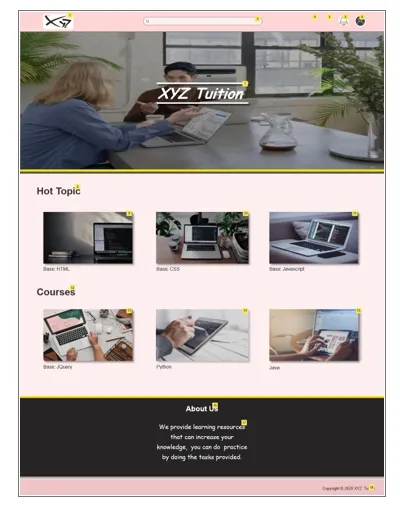 XYZ
XYZ Tuition
Hot Topic
Basic HTML
Basic CSS
Basic Javascript
Courses
Basic JQuery
Python
Java
About Us
We provide learning resources
that can increase your
knowledge, you can do practice
by doing the tasks provided.
Copyright © 2020 XYZ